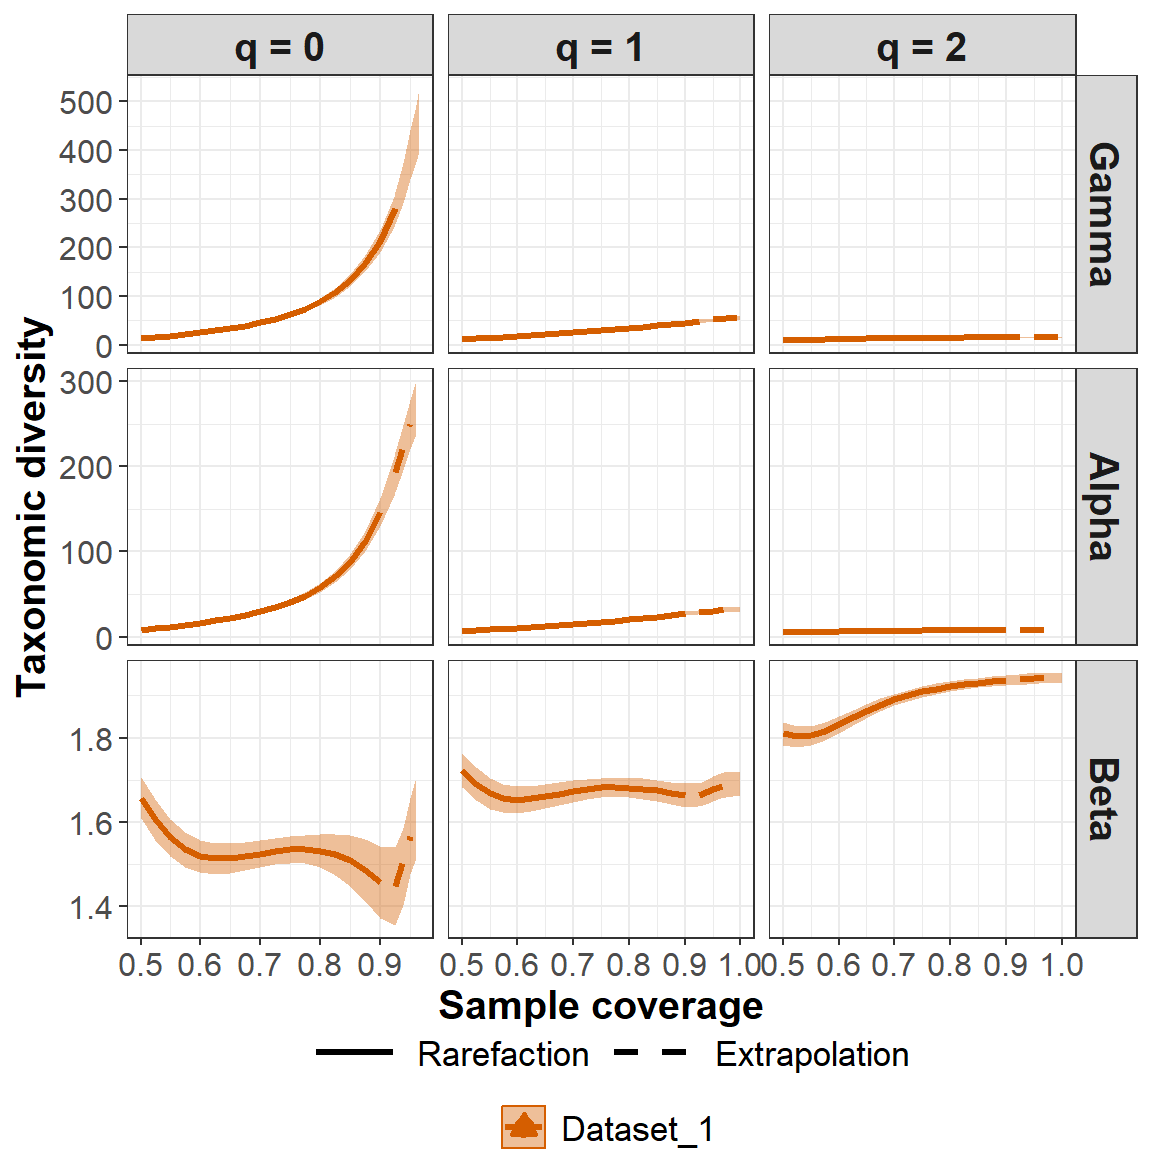 q = 0 q = 1 q = 2
Taxonomic diversity
500
400
300
200
100
0
Gamma
300
200
100
0
Alpha
1.8
1.6
1.4
Beta
0.5 0.6 0.7 0.8 0.9 0.5 0.6 0.7 0.8 0.9 1.0 0.5 0.6 0.7 0.8 0.9 1.0
Sample coverage
Rarefaction Extrapolation
Dataset_1